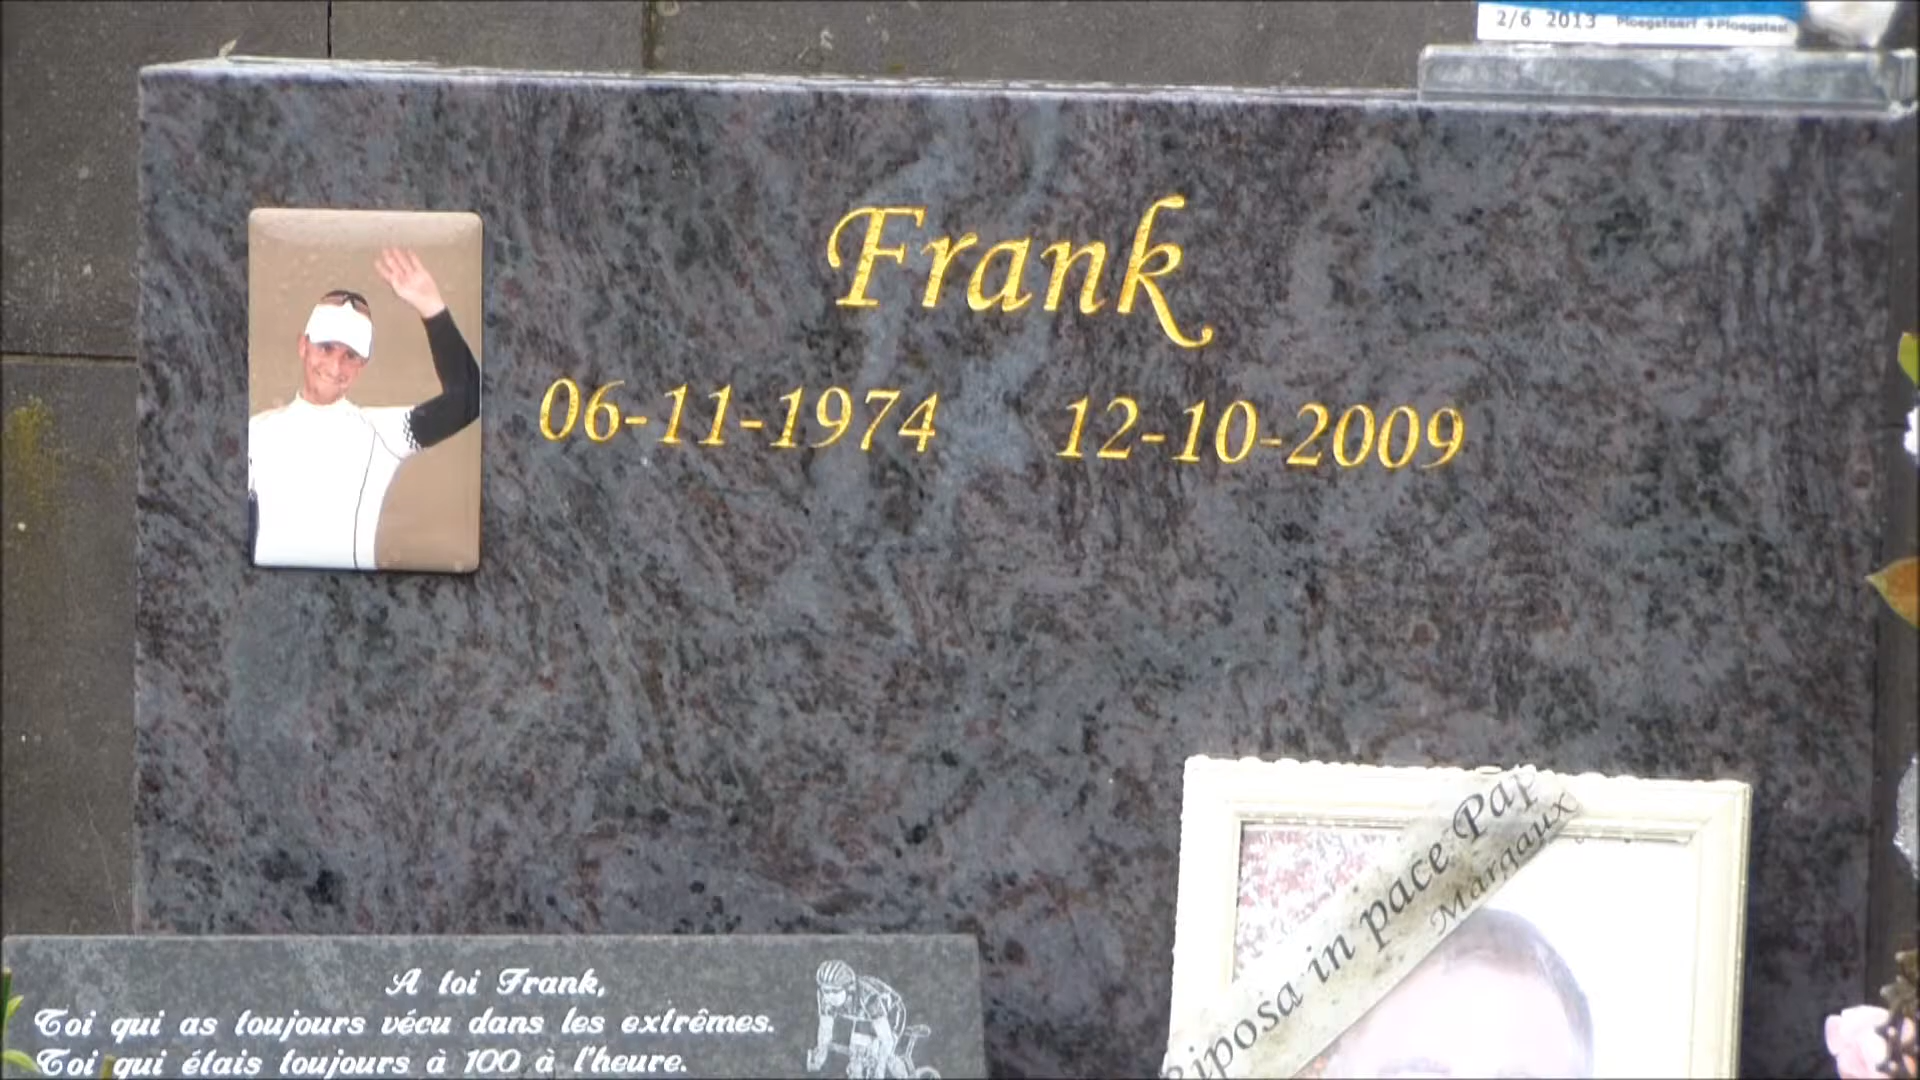 2/6 2013 Ploegsteert
Frank
06-11-1974 12-10-2009
A toi Frank,
Toi qui as toujours vécu dans les extrêmes.
Toi qui étais toujours à 100 à l'heure.
Riposa in pace Pap
Margaux